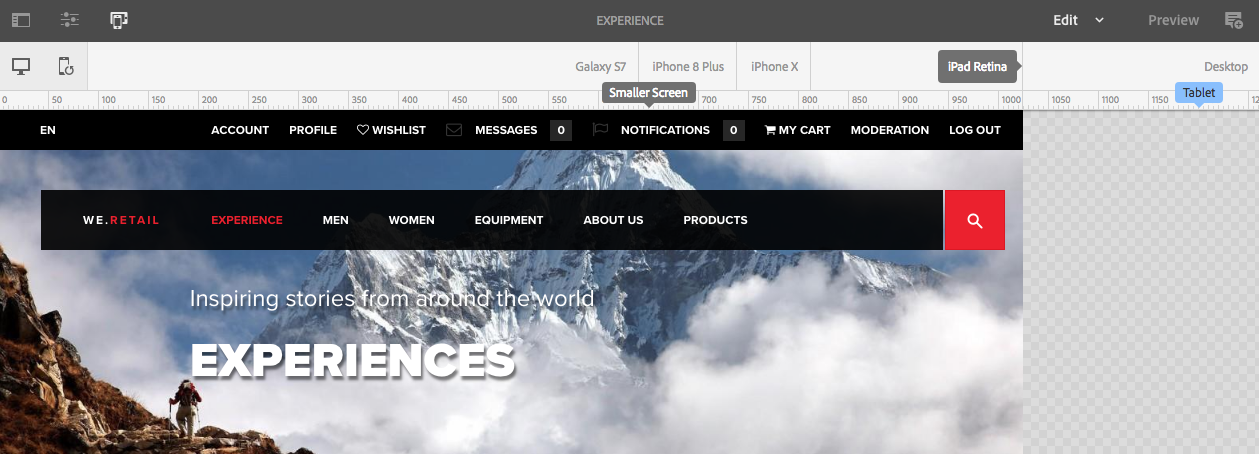 EXPERIENCE
Edit
Preview
Galaxy S7
iPhone 8 Plus
iPhone X
iPad Retina
Desktop
Smaller Screen
Tablet
0 50 100 150 200 250 300 350 400 450 500 550 700 750 800 850 900 950 1000 1050 1100 1150
EN ACCOUNT PROFILE WISHLIST MESSAGES 0 NOTIFICATIONS 0 MY CART MODERATION LOG OUT
WE.RETAIL EXPERIENCE MEN WOMEN EQUIPMENT ABOUT US PRODUCTS
Inspiring stories from around the world
EXPERIENCES